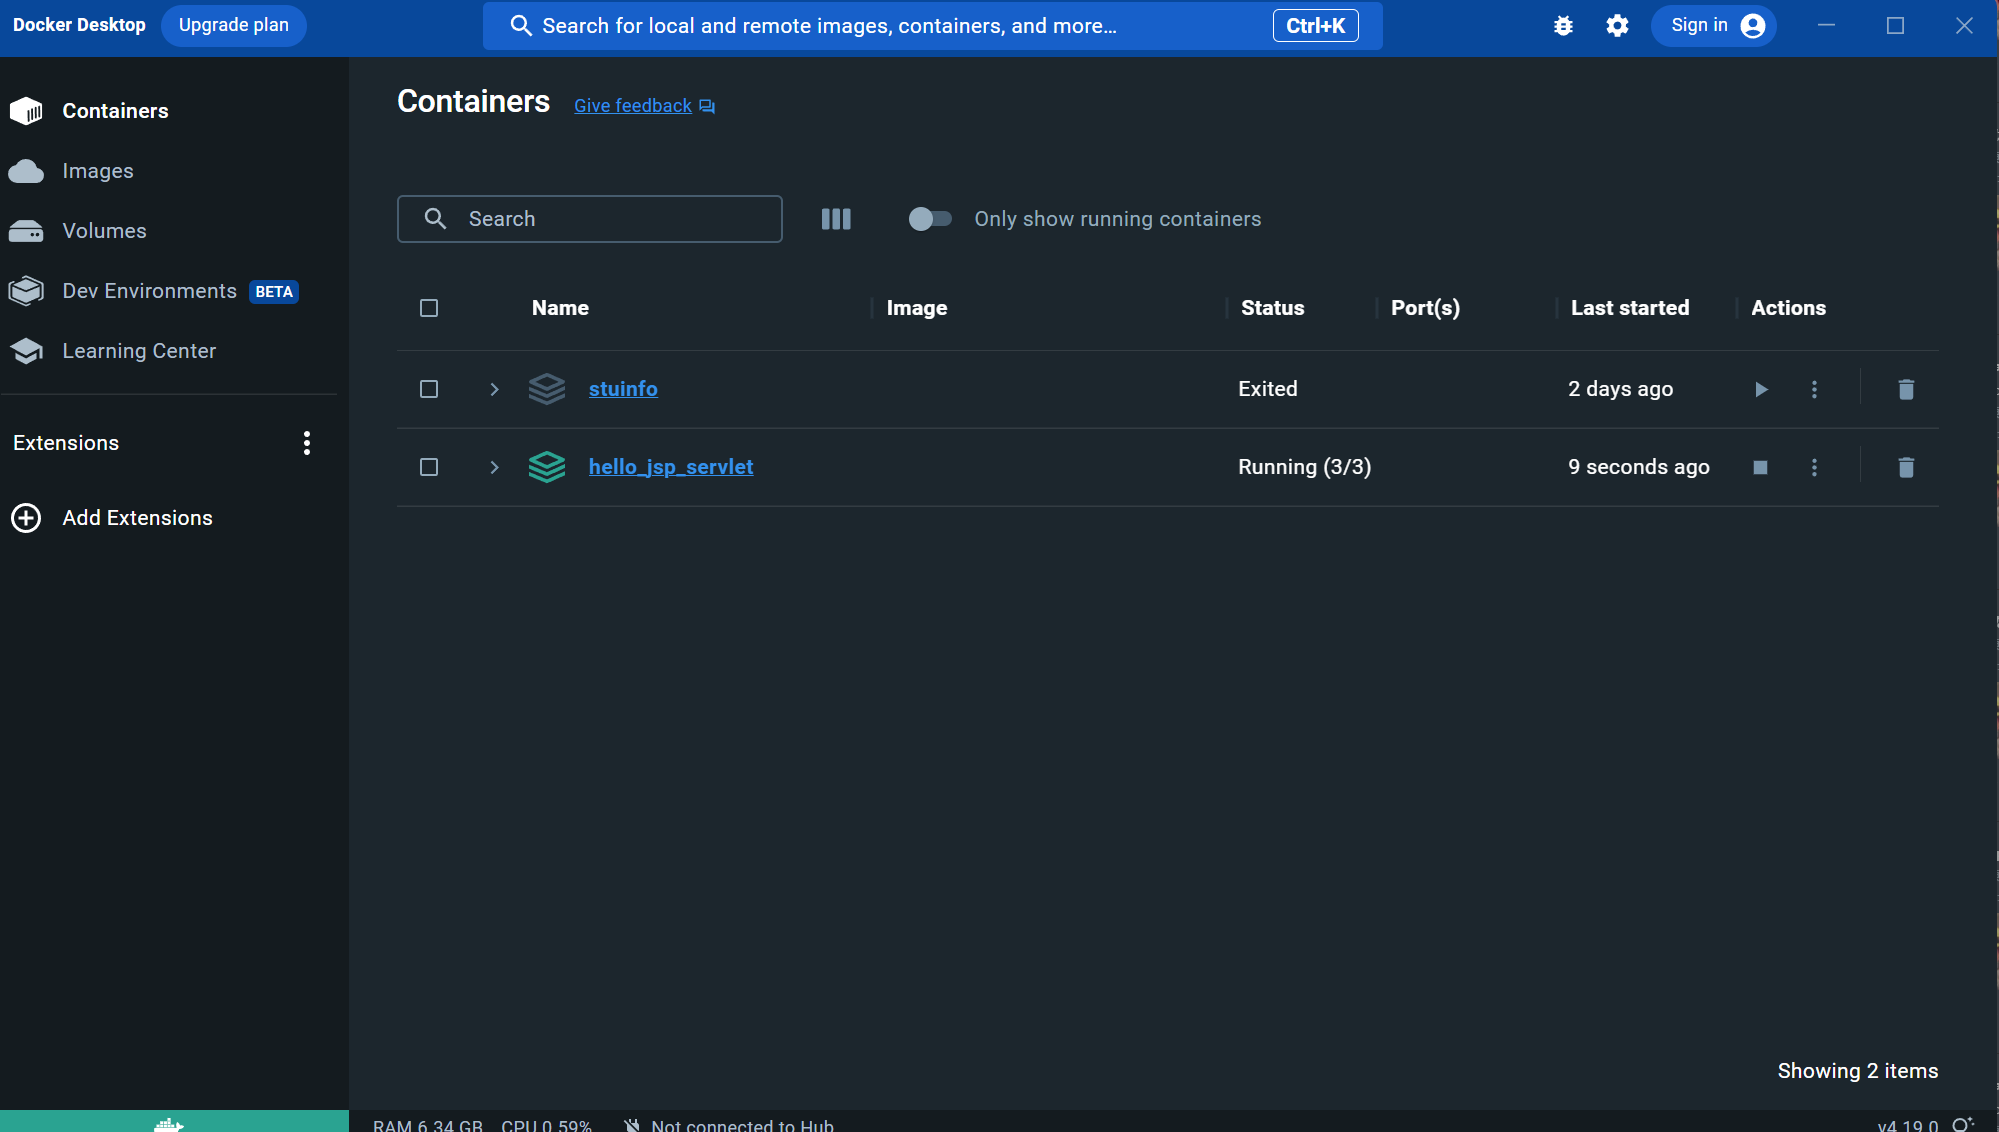 Docker Desktop Upgrade plan Search for local and remote images, containers, and more... Ctrl+K Sign in
Containers
Images
Volumes
Dev Environments BETA
Learning Center
Extensions
Add Extensions
Containers Give feedback
Search Only show running containers
Name Image Status Port(s) Last started Actions
stuinfo Exited 2 days ago
hello_jsp_servlet Running (3/3) 9 seconds ago
Showing 2 items
RAM 6.34 GB CPU 0.59% Not connected to Hub v4.19.0